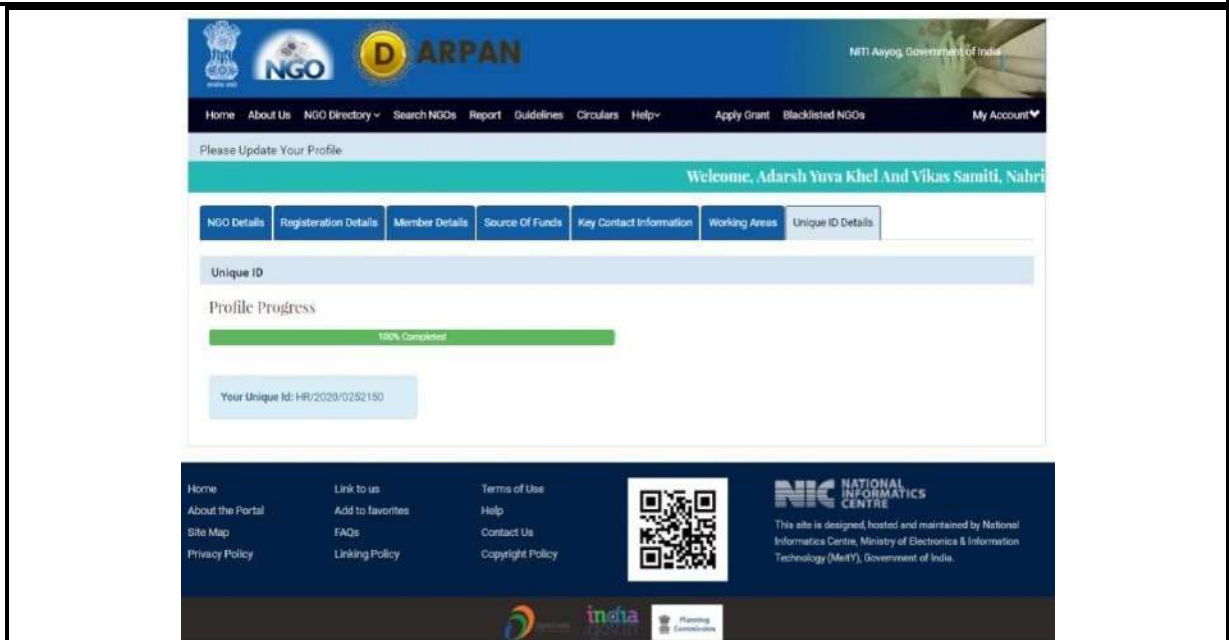 NGO
D ARPAN
NITI Aayog, Government of India
Home About Us NGO Directory Search NGOs Report Guidelines Circulars Help Apply Grant Blacklisted NGOs My Account
Please Update Your Profile
Welcome, Adarsh Yuva Khel And Vikas Samiti, Nahri
NGO Details Registeration Details Member Details Source Of Funds Key Contact Information Working Areas Unique ID Details
Unique ID
Profile Progress
100% Completed
Your Unique Id: HR/2020/0252150
Home
About the Portal
Site Map
Privacy Policy
Link to us
Add to favorites
FAQs
Linking Policy
Terms of Use
Help
Contact Us
Copyright Policy
NIC NATIONAL
INFORMATICS
CENTRE
This site is designed, hosted and maintained by National
Informatics Centre, Ministry of Electronics & Information
Technology (MeitY), Government of India.
india
gov.in
Planning
Commission